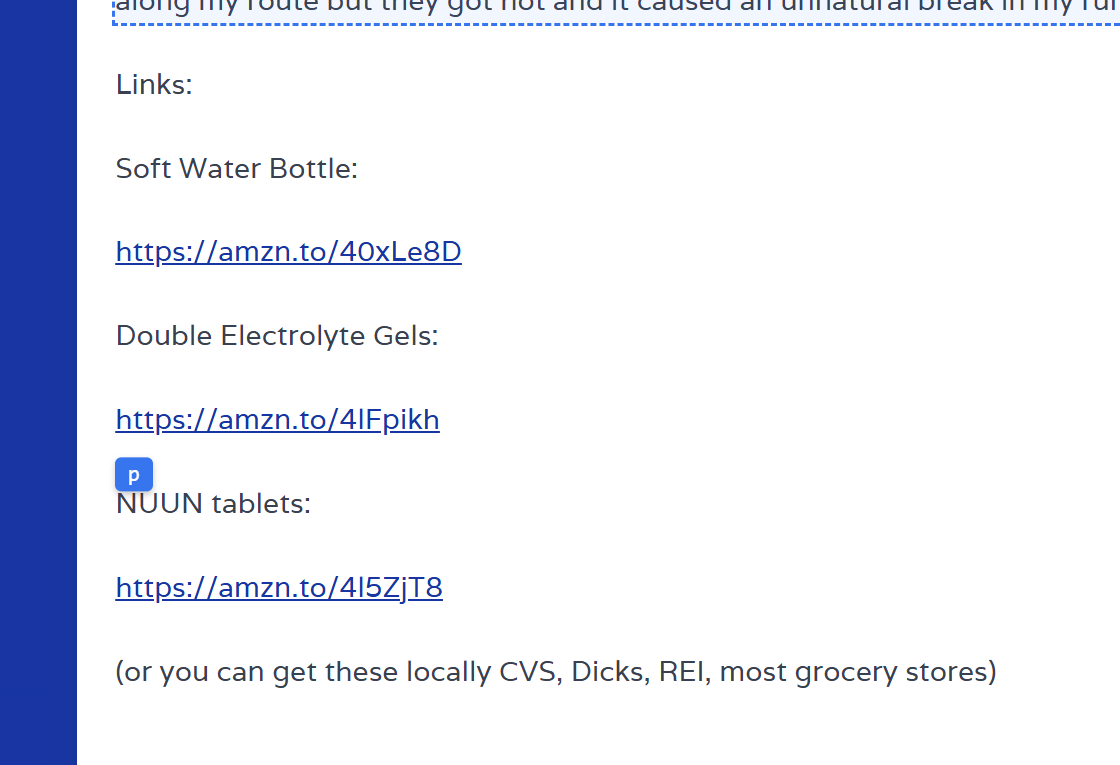 along my route but they got hot and it caused an unnatural break in my run
Links:
Soft Water Bottle:
https://amzn.to/40xLe8D
Double Electrolyte Gels:
https://amzn.to/4lFpikh
p
NUUN tablets:
https://amzn.to/4l5ZjT8
(or you can get these locally CVS, Dicks, REI, most grocery stores)